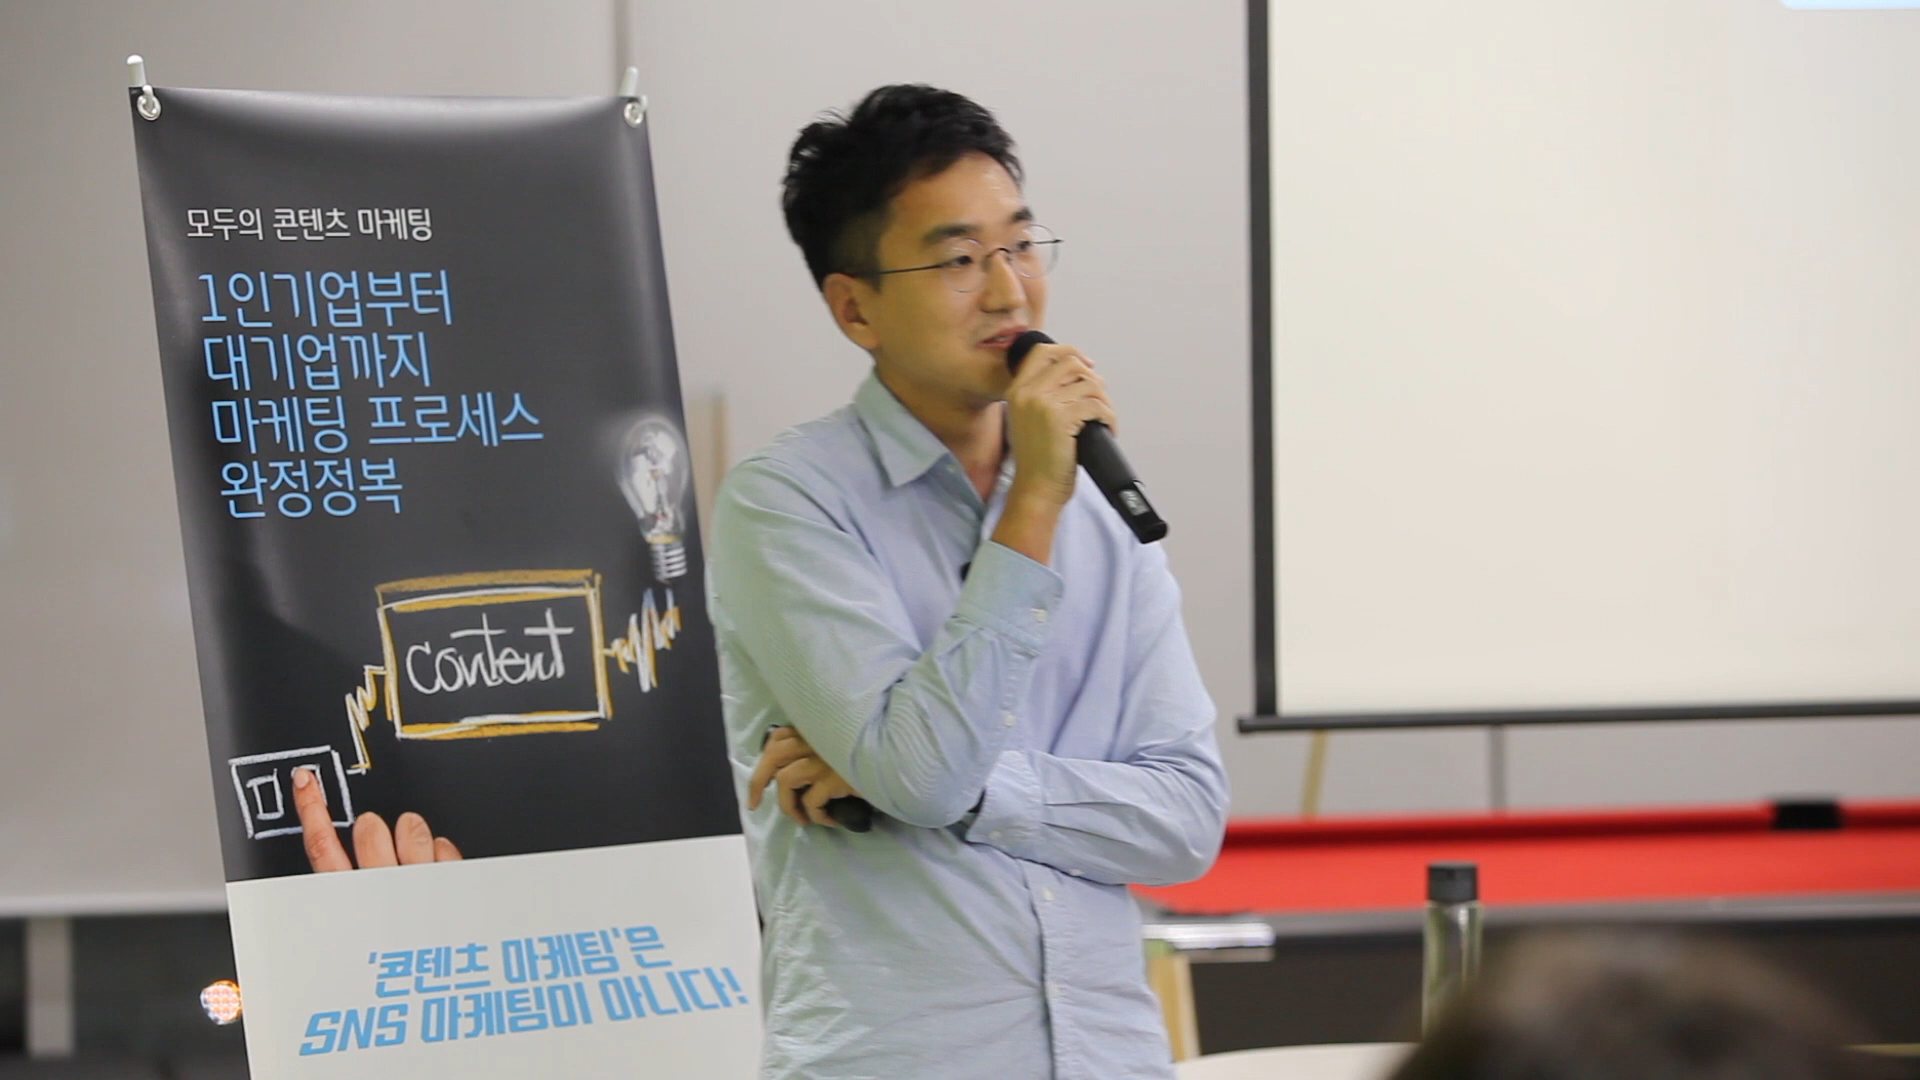 모두의 콘텐츠 마케팅
1인기업부터
대기업까지
마케팅 프로세스
완정정복
content
'콘텐츠 마케팅'은
SNS 마케팅이 아니다!